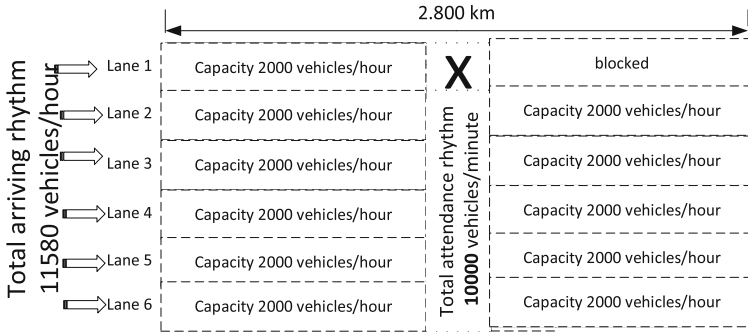 2.800 km
Total arriving rhythm
11580 vehicles/hour
Lane 1
Capacity 2000 vehicles/hour
X
blocked
Lane 2
Capacity 2000 vehicles/hour
Capacity 2000 vehicles/hour
Lane 3
Capacity 2000 vehicles/hour
Capacity 2000 vehicles/hour
Lane 4
Capacity 2000 vehicles/hour
Capacity 2000 vehicles/hour
Lane 5
Capacity 2000 vehicles/hour
Capacity 2000 vehicles/hour
Lane 6
Capacity 2000 vehicles/hour
Capacity 2000 vehicles/hour
Total attendance rhythm
10000 vehicles/minute